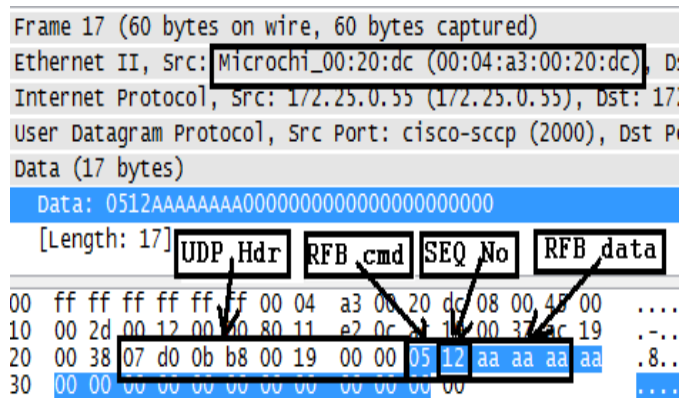 Frame 17 (60 bytes on wire, 60 bytes captured)
Ethernet II, Src: Microchi_00:20:dc (00:04:a3:00:20:dc), Ds
Internet Protocol, Src: 172.25.0.55 (172.25.0.55), Dst: 172
User Datagram Protocol, Src Port: cisco-sccp (2000), Dst Po
Data (17 bytes)
Data: 0512AAAAAAAA0000000000000000000000
[Length: 17]
UDP Hdr RFB cmd SEQ No RFB data
00 ff ff ff ff ff ff 00 04 a3 00 20 dc 08 00 45 00 ....
10 00 2d 00 12 00 00 80 11 e2 0c 00 37 ac 19 .-..
20 00 38 07 d0 0b b8 00 19 00 00 05 12 aa aa aa aa .8..
30 00 00 00 00 00 00 00 00 00 00 00 00 ....